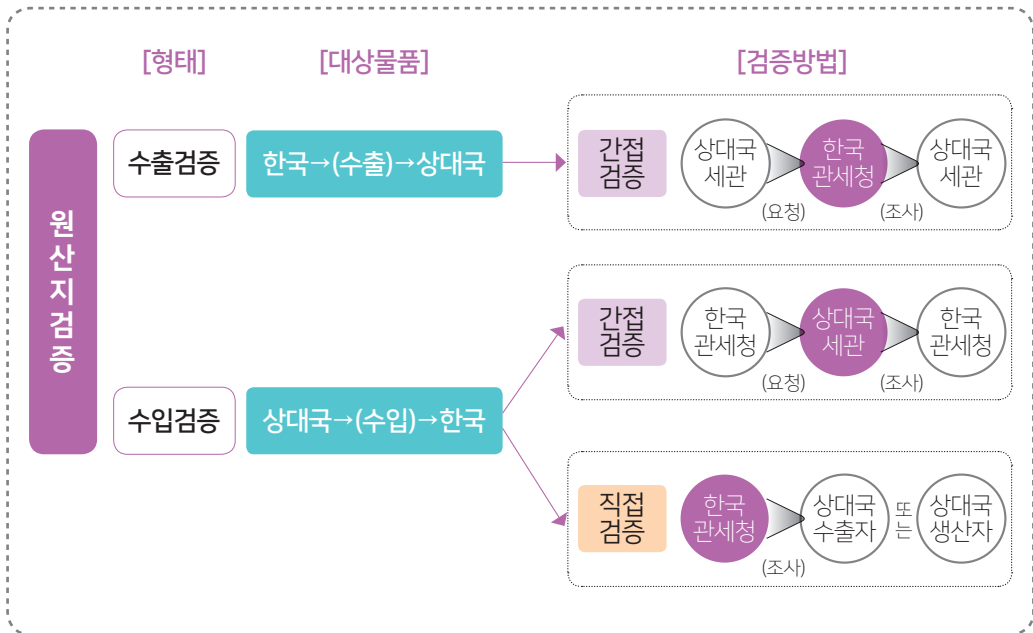 [형태]
[대상물품]
[검증방법]
원산지검증
수출검증
한국→(수출)→상대국
간접
검증
상대국
세관
(요청)
한국
관세청
(조사)
상대국
세관
수입검증
상대국→(수입)→한국
간접
검증
한국
관세청
(요청)
상대국
세관
(조사)
한국
관세청
직접
검증
한국
관세청
(조사)
상대국
수출자
또는
상대국
생산자